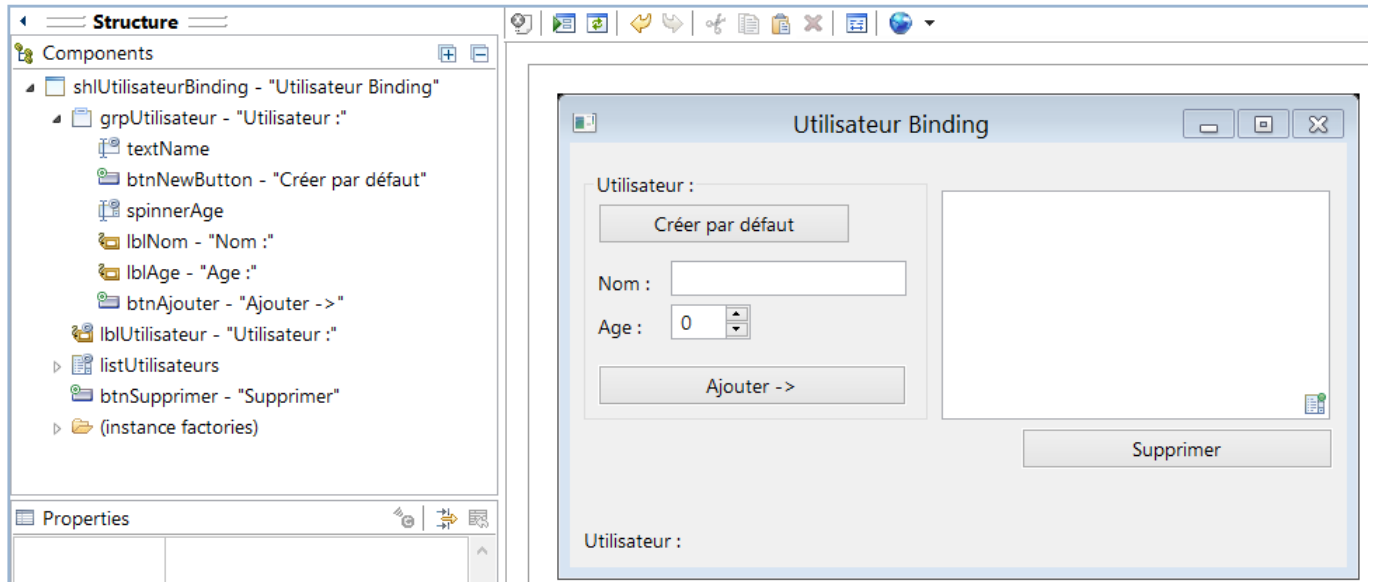 Structure
Components
shlUtilisateurBinding - "Utilisateur Binding"
grpUtilisateur - "Utilisateur :"
textName
btnNewButton - "Créer par défaut"
spinnerAge
lblNom - "Nom :"
lblAge - "Age :"
btnAjouter - "Ajouter ->"
lblUtilisateur - "Utilisateur :"
listUtilisateurs
btnSupprimer - "Supprimer"
(instance factories)
Properties
Utilisateur Binding
Utilisateur :
Créer par défaut
Nom :
Age : 0
Ajouter ->
Supprimer
Utilisateur :